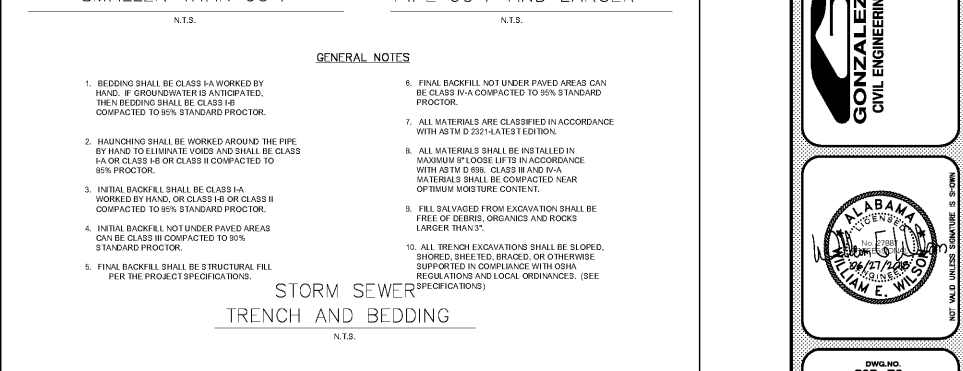 N.T.S.
N.T.S.
GENERAL NOTES
1. BEDDING SHALL BE CLASS I-A WORKED BY
HAND. IF GROUNDWATER IS ANTICIPATED,
THEN BEDDING SHALL BE CLASS I-B
COMPACTED TO 85% STANDARD PROCTOR.
2. HAUNCHING SHALL BE WORKED AROUND THE PIPE
BY HAND TO ELIMINATE VOIDS AND SHALL BE CLASS
I-A OR CLASS I-B OR CLASS II COMPACTED TO
85% PROCTOR.
3. INITIAL BACKFILL SHALL BE CLASS I-A
WORKED BY HAND, OR CLASS I-B OR CLASS II
COMPACTED TO 85% STANDARD PROCTOR.
4. INITIAL BACKFILL NOT UNDER PAVED AREAS
CAN BE CLASS III COMPACTED TO 90%
STANDARD PROCTOR.
5. FINAL BACKFILL SHALL BE STRUCTURAL FILL
PER THE PROJECT SPECIFICATIONS.
6. FINAL BACKFILL NOT UNDER PAVED AREAS CAN
BE CLASS IV-A COMPACTED TO 95% STANDARD
PROCTOR.
7. ALL MATERIALS ARE CLASSIFIED IN ACCORDANCE
WITH ASTM D 2321-LATEST EDITION.
8. ALL MATERIALS SHALL BE INSTALLED IN
MAXIMUM 8" LOOSE LIFTS IN ACCORDANCE
WITH ASTM D 698. CLASS III AND IV-A
MATERIALS SHALL BE COMPACTED NEAR
OPTIMUM MOISTURE CONTENT.
9. FILL SALVAGED FROM EXCAVATION SHALL BE
FREE OF DEBRIS, ORGANICS AND ROCKS
LARGER THAN 3".
10. ALL TRENCH EXCAVATIONS SHALL BE SLOPED,
SHORED, SHEETED, BRACED, OR OTHERWISE
SUPPORTED IN COMPLIANCE WITH OSHA
REGULATIONS AND LOCAL ORDINANCES. (SEE
SPECIFICATIONS)
STORM SEWER
TRENCH AND BEDDING
N.T.S.
GONZALEZ
CIVIL ENGINEERIN
ALABAMA
LICENSED
No. 27887
ENGINEER
WILLIAM E. WILSON
NOT VALID UNLESS SIGNATURE IS SHOWN
DWG.NO.